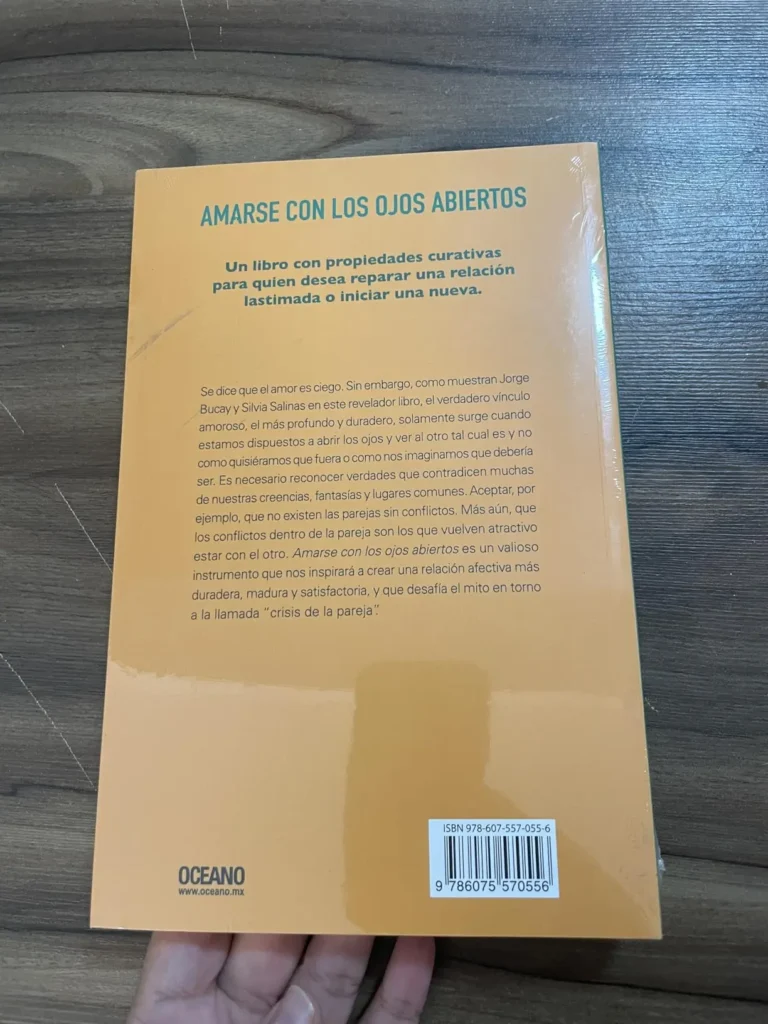 AMARSE CON LOS OJOS ABIERTOS
Un libro con propiedades curativas
para quien desea reparar una relación
lastimada o iniciar una nueva.
Se dice que el amor es ciego. Sin embargo, como muestran Jorge
Bucay y Silvia Salinas en este revelador libro, el verdadero vínculo
amoroso, el más profundo y duradero, solamente surge cuando
estamos dispuestos a abrir los ojos y ver al otro tal cual es y no
como quisiéramos que fuera o como nos imaginamos que debería
ser. Es necesario reconocer verdades que contradicen muchas
de nuestras creencias, fantasías y lugares comunes. Aceptar, por
ejemplo, que no existen las parejas sin conflictos. Más aún, que
los conflictos dentro de la pareja son los que vuelven atractivo
estar con el otro. Amarse con los ojos abiertos es un valioso
instrumento que nos inspirará a crear una relación afectiva más
duradera, madura y satisfactoria, y que desafía el mito en torno
a la llamada “crisis de la pareja”.
ISBN 978-607-557-055-6
9 786075 570556
OCEANO
www.oceano.mx